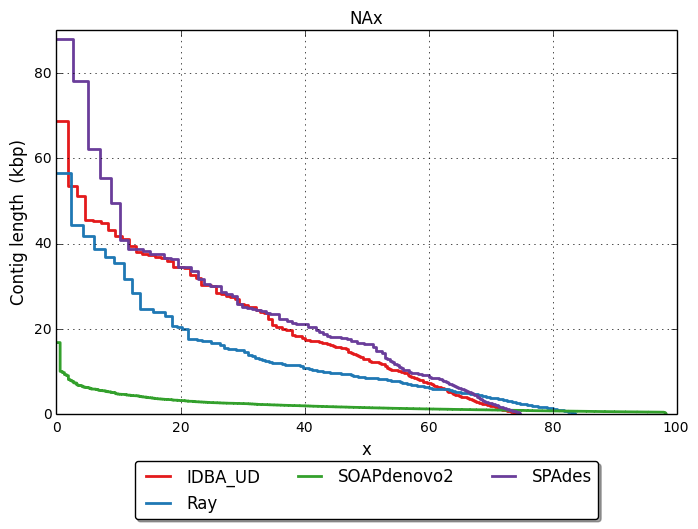 NAx
80
60
40
20
0
Contig length (kbp)
0 20 40 60 80 100
x
IDBA_UD SOAPdenovo2 SPAdes
Ray